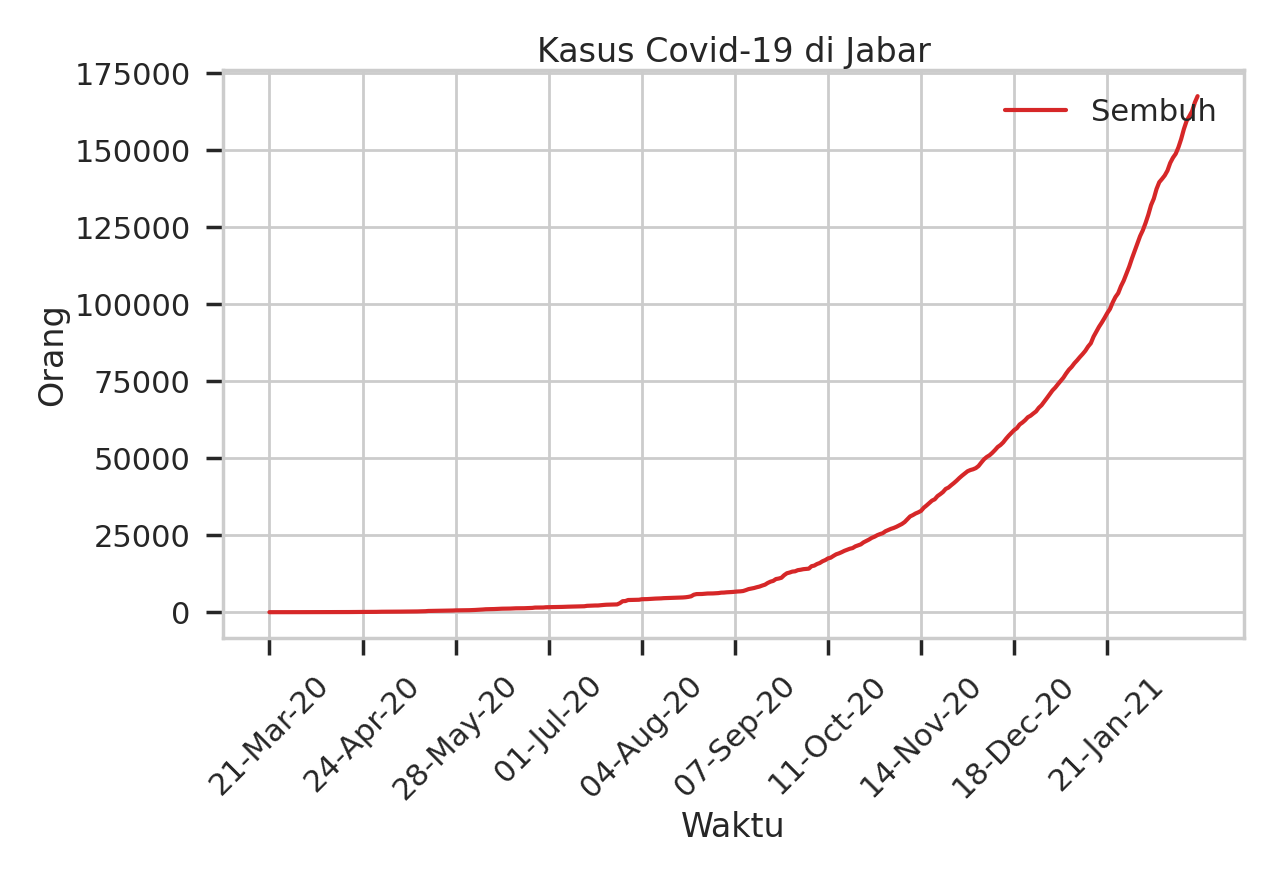 Kasus Covid-19 di Jabar
175000
150000
125000
100000
75000
50000
25000
0
Orang
Sembuh
21-Mar-20
24-Apr-20
28-May-20
01-Jul-20
04-Aug-20
07-Sep-20
11-Oct-20
14-Nov-20
18-Dec-20
21-Jan-21
Waktu